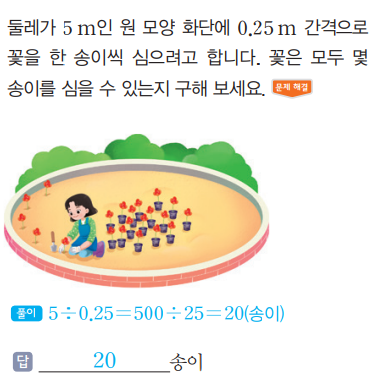 둘레가 5 m인 원 모양 화단에 0.25 m 간격으로
꽃을 한 송이씩 심으려고 합니다. 꽃은 모두 몇
송이를 심을 수 있는지 구해 보세요. 문제 해결
풀이 5÷0.25=500÷25=20(송이)
답 20 송이